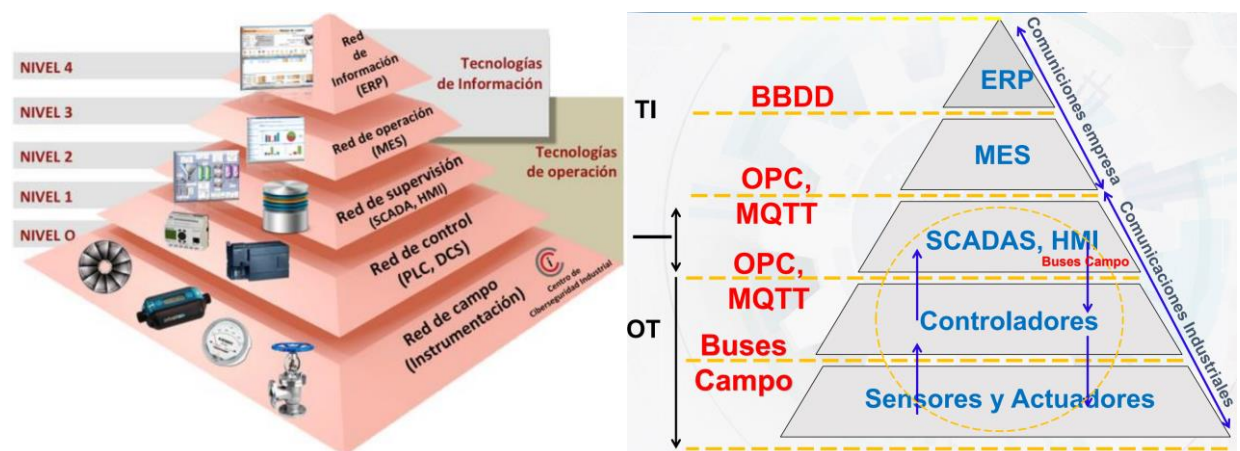 NIVEL 4
NIVEL 3
NIVEL 2
NIVEL 1
NIVEL O
Red
de
Información
(ERP)
Red de operación
(MES)
Red de supervisión
(SCADA, HMI)
Red de control
(PLC, DCS)
Red de campo
(Instrumentación)
Tecnologías
de Información
Tecnologías
de operación
Centro de
Ciberseguridad Industrial
TI
OT
BBDD
OPC,
MQTT
OPC,
MQTT
Buses
Campo
ERP
MES
SCADAS, HMI
Buses Campo
Controladores
Sensores y Actuadores
Comuniciones empresa
Comunicaciones Industriales